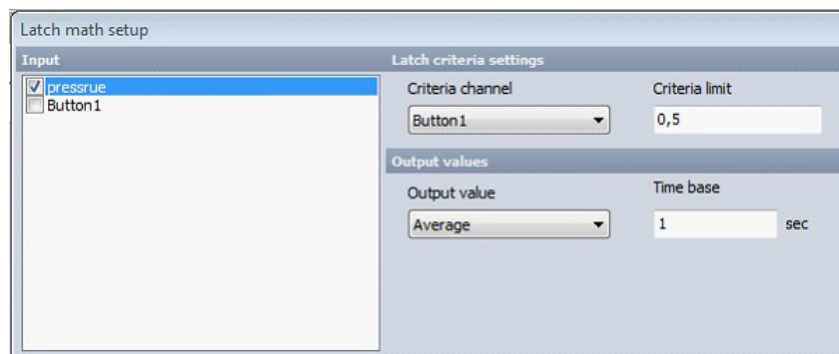 Latch math setup
Input
pressrue
Button1
Latch criteria settings
Criteria channel
Criteria limit
Button1
0,5
Output values
Output value
Time base
Average
1
sec